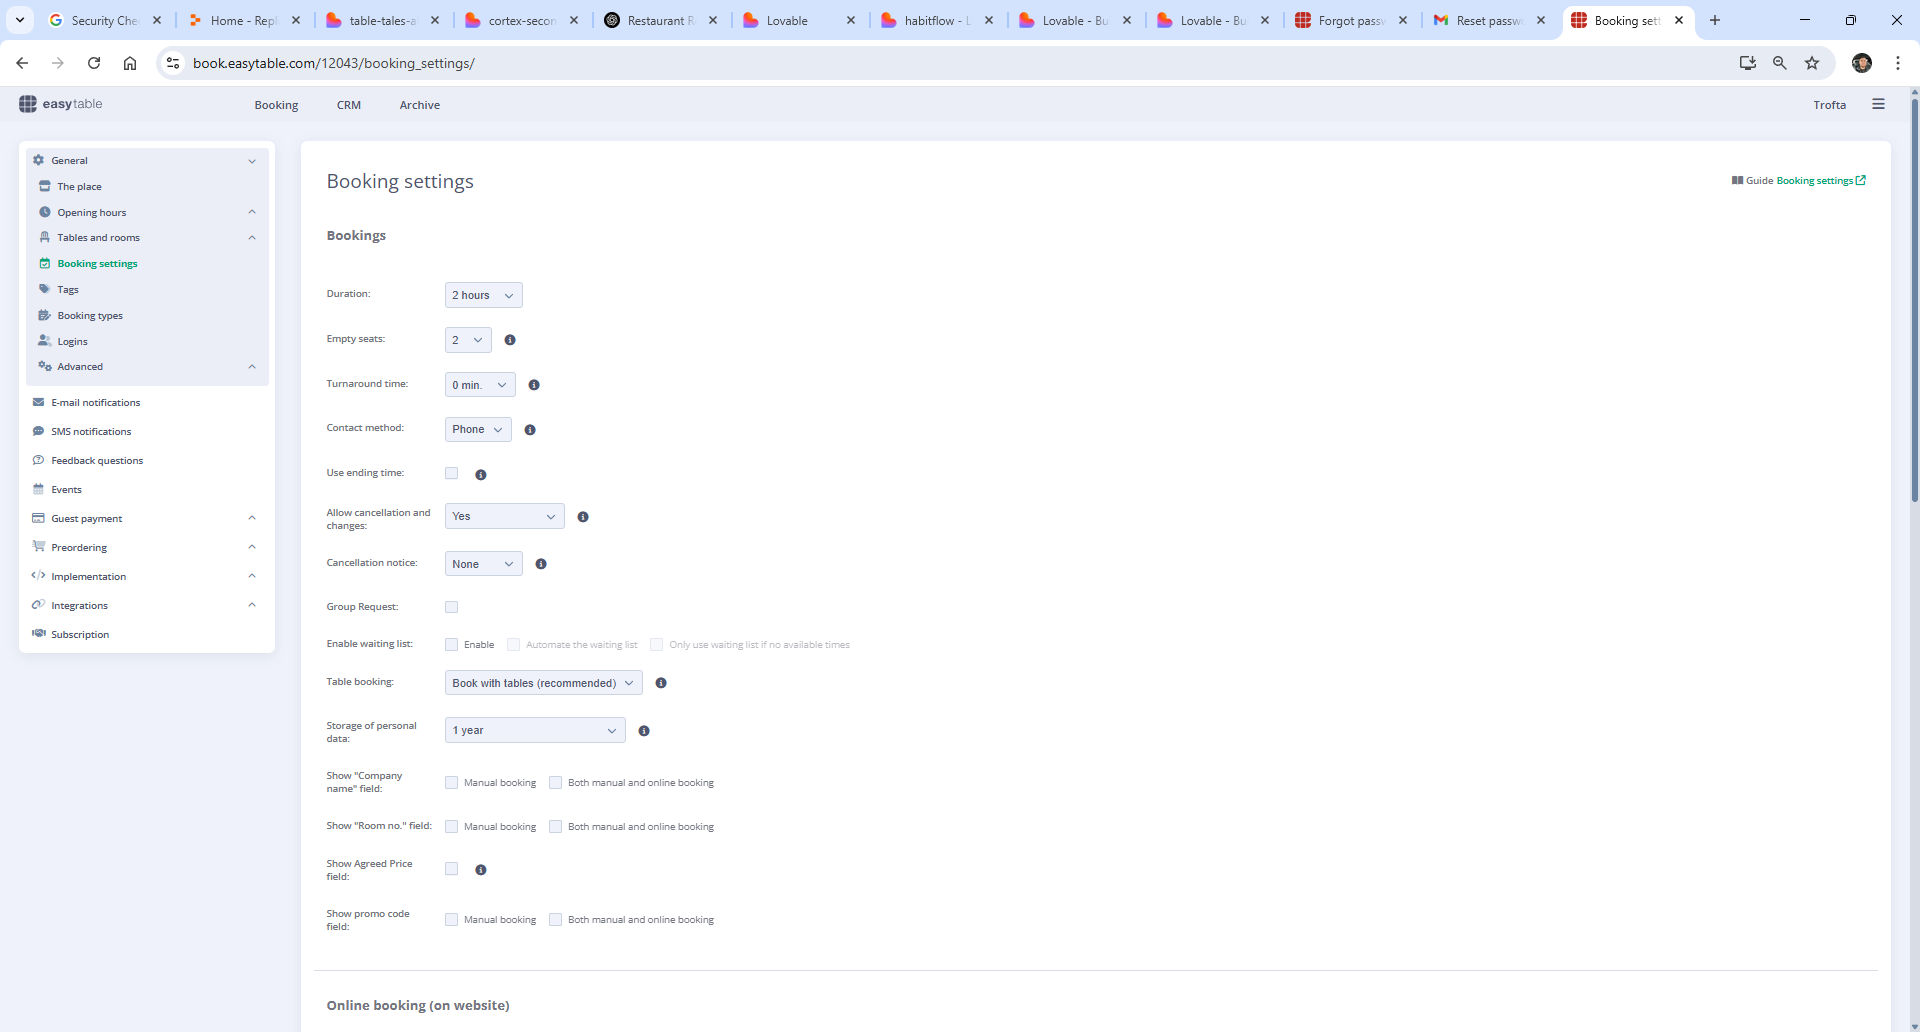 Security Che
Home - Repl
table-tales-a
cortex-secon
Restaurant R
Lovable
habitflow - L
Lovable - Bu
Lovable - Bu
Forgot passw
Reset passwo
Booking sett
book.easytable.com/12043/booking_settings/
easytable
Booking
CRM
Archive
Trofta
General
The place
Opening hours
Tables and rooms
Booking settings
Tags
Booking types
Logins
Advanced
E-mail notifications
SMS notifications
Feedback questions
Events
Guest payment
Preordering
Implementation
Integrations
Subscription
Booking settings
Guide Booking settings
Bookings
Duration: 2 hours
Empty seats: 2
Turnaround time: 0 min.
Contact method: Phone
Use ending time:
Allow cancellation and
changes: Yes
Cancellation notice: None
Group Request:
Enable waiting list: Enable Automate the waiting list Only use waiting list if no available times
Table booking: Book with tables (recommended)
Storage of personal
data: 1 year
Show "Company
name" field: Manual booking Both manual and online booking
Show "Room no." field: Manual booking Both manual and online booking
Show Agreed Price
field:
Show promo code
field: Manual booking Both manual and online booking
Online booking (on website)